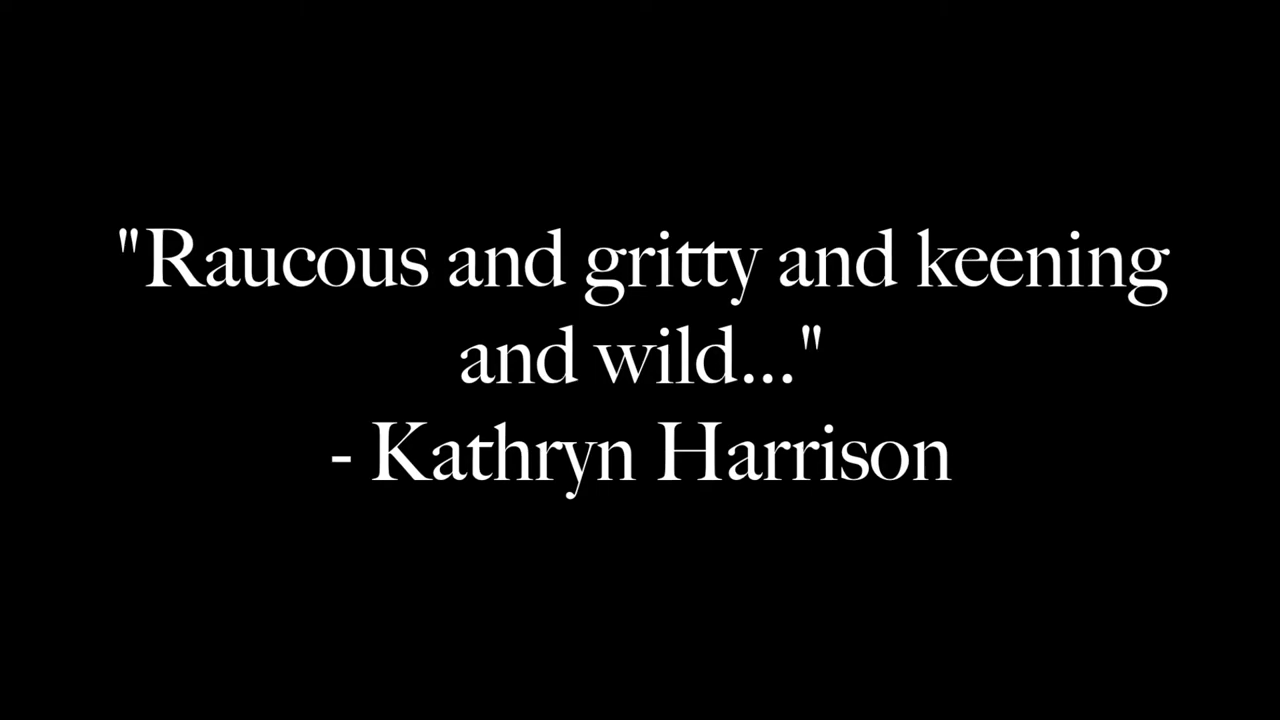 "Raucous and gritty and keening
and wild..."
- Kathryn Harrison